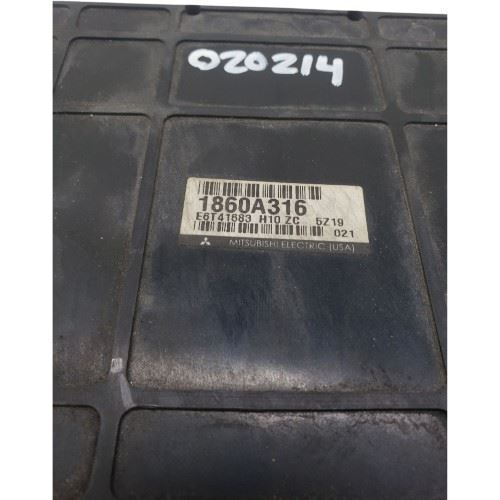 020214
1860A316
E6T41683 H10 ZC 5Z19
021
MITSUBISHI ELECTRIC (USA)